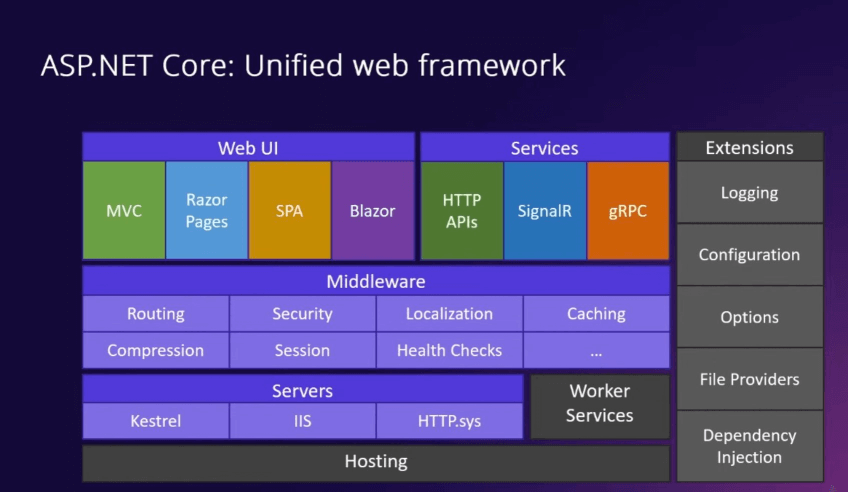 ASP.NET Core: Unified web framework
Web UI
MVC
Razor
Pages
SPA
Blazor
Services
HTTP
APIs
SignalR
gRPC
Middleware
Routing
Security
Localization
Caching
Compression
Session
Health Checks
...
Servers
Kestrel
IIS
HTTP.sys
Worker
Services
Hosting
Extensions
Logging
Configuration
Options
File Providers
Dependency
Injection